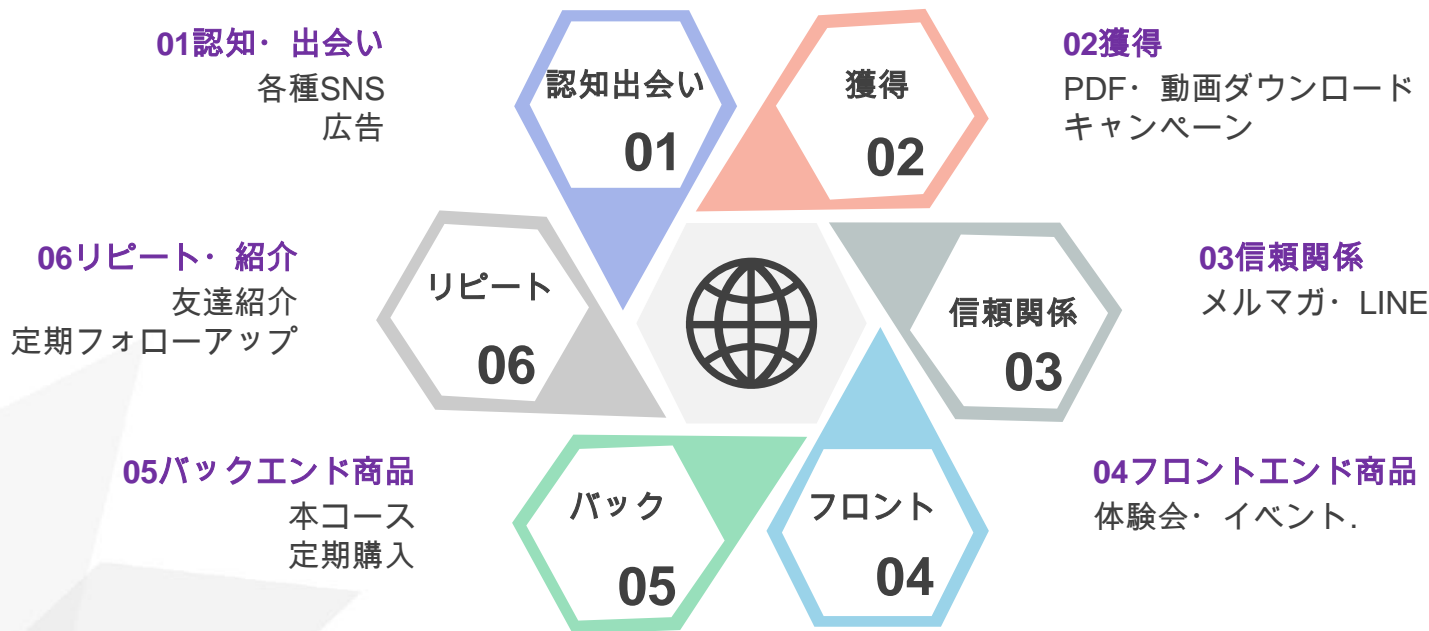 01認知・ 出会い
各種SNS
広告
認知出会い
01
獲得
02
02獲得
PDF・ 動画ダウンロード
キャンペーン
06リピート・ 紹介
友達紹介
定期フォローアップ
リピート
06
信頼関係
03
03信頼関係
メルマガ・ LINE
05バックエンド商品
本コース
定期購入
バック
05
フロント
04
04フロントエンド商品
体験会・ イベント.